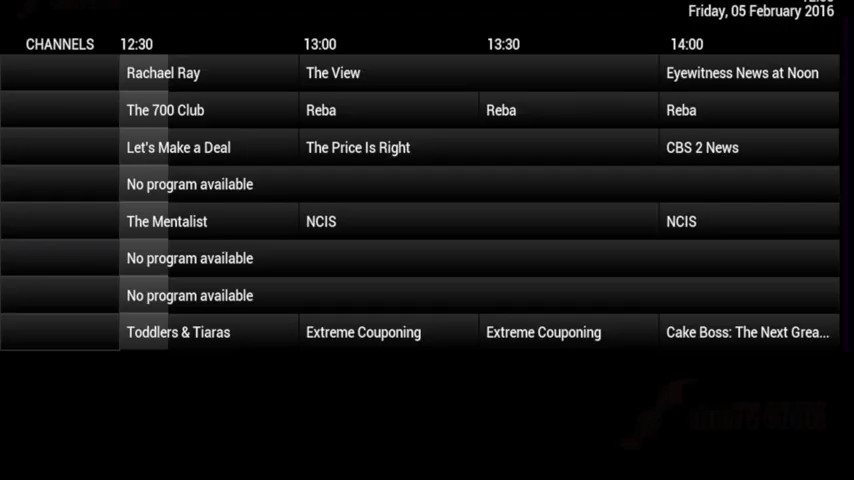 Friday, 05 February 2016
CHANNELS 12:30 13:00 13:30 14:00
Rachael Ray The View Eyewitness News at Noon
The 700 Club Reba Reba Reba
Let's Make a Deal The Price Is Right CBS 2 News
No program available
The Mentalist NCIS NCIS
No program available
No program available
Toddlers & Tiaras Extreme Couponing Extreme Couponing Cake Boss: The Next Grea...